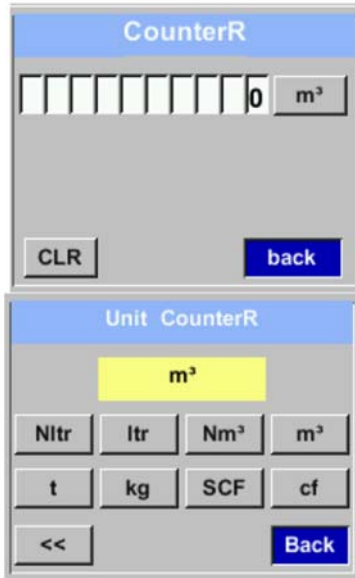 CounterR
0 m³
CLR back
Unit CounterR
m³
Nltr ltr Nm³ m³
t kg SCF cf
<< Back